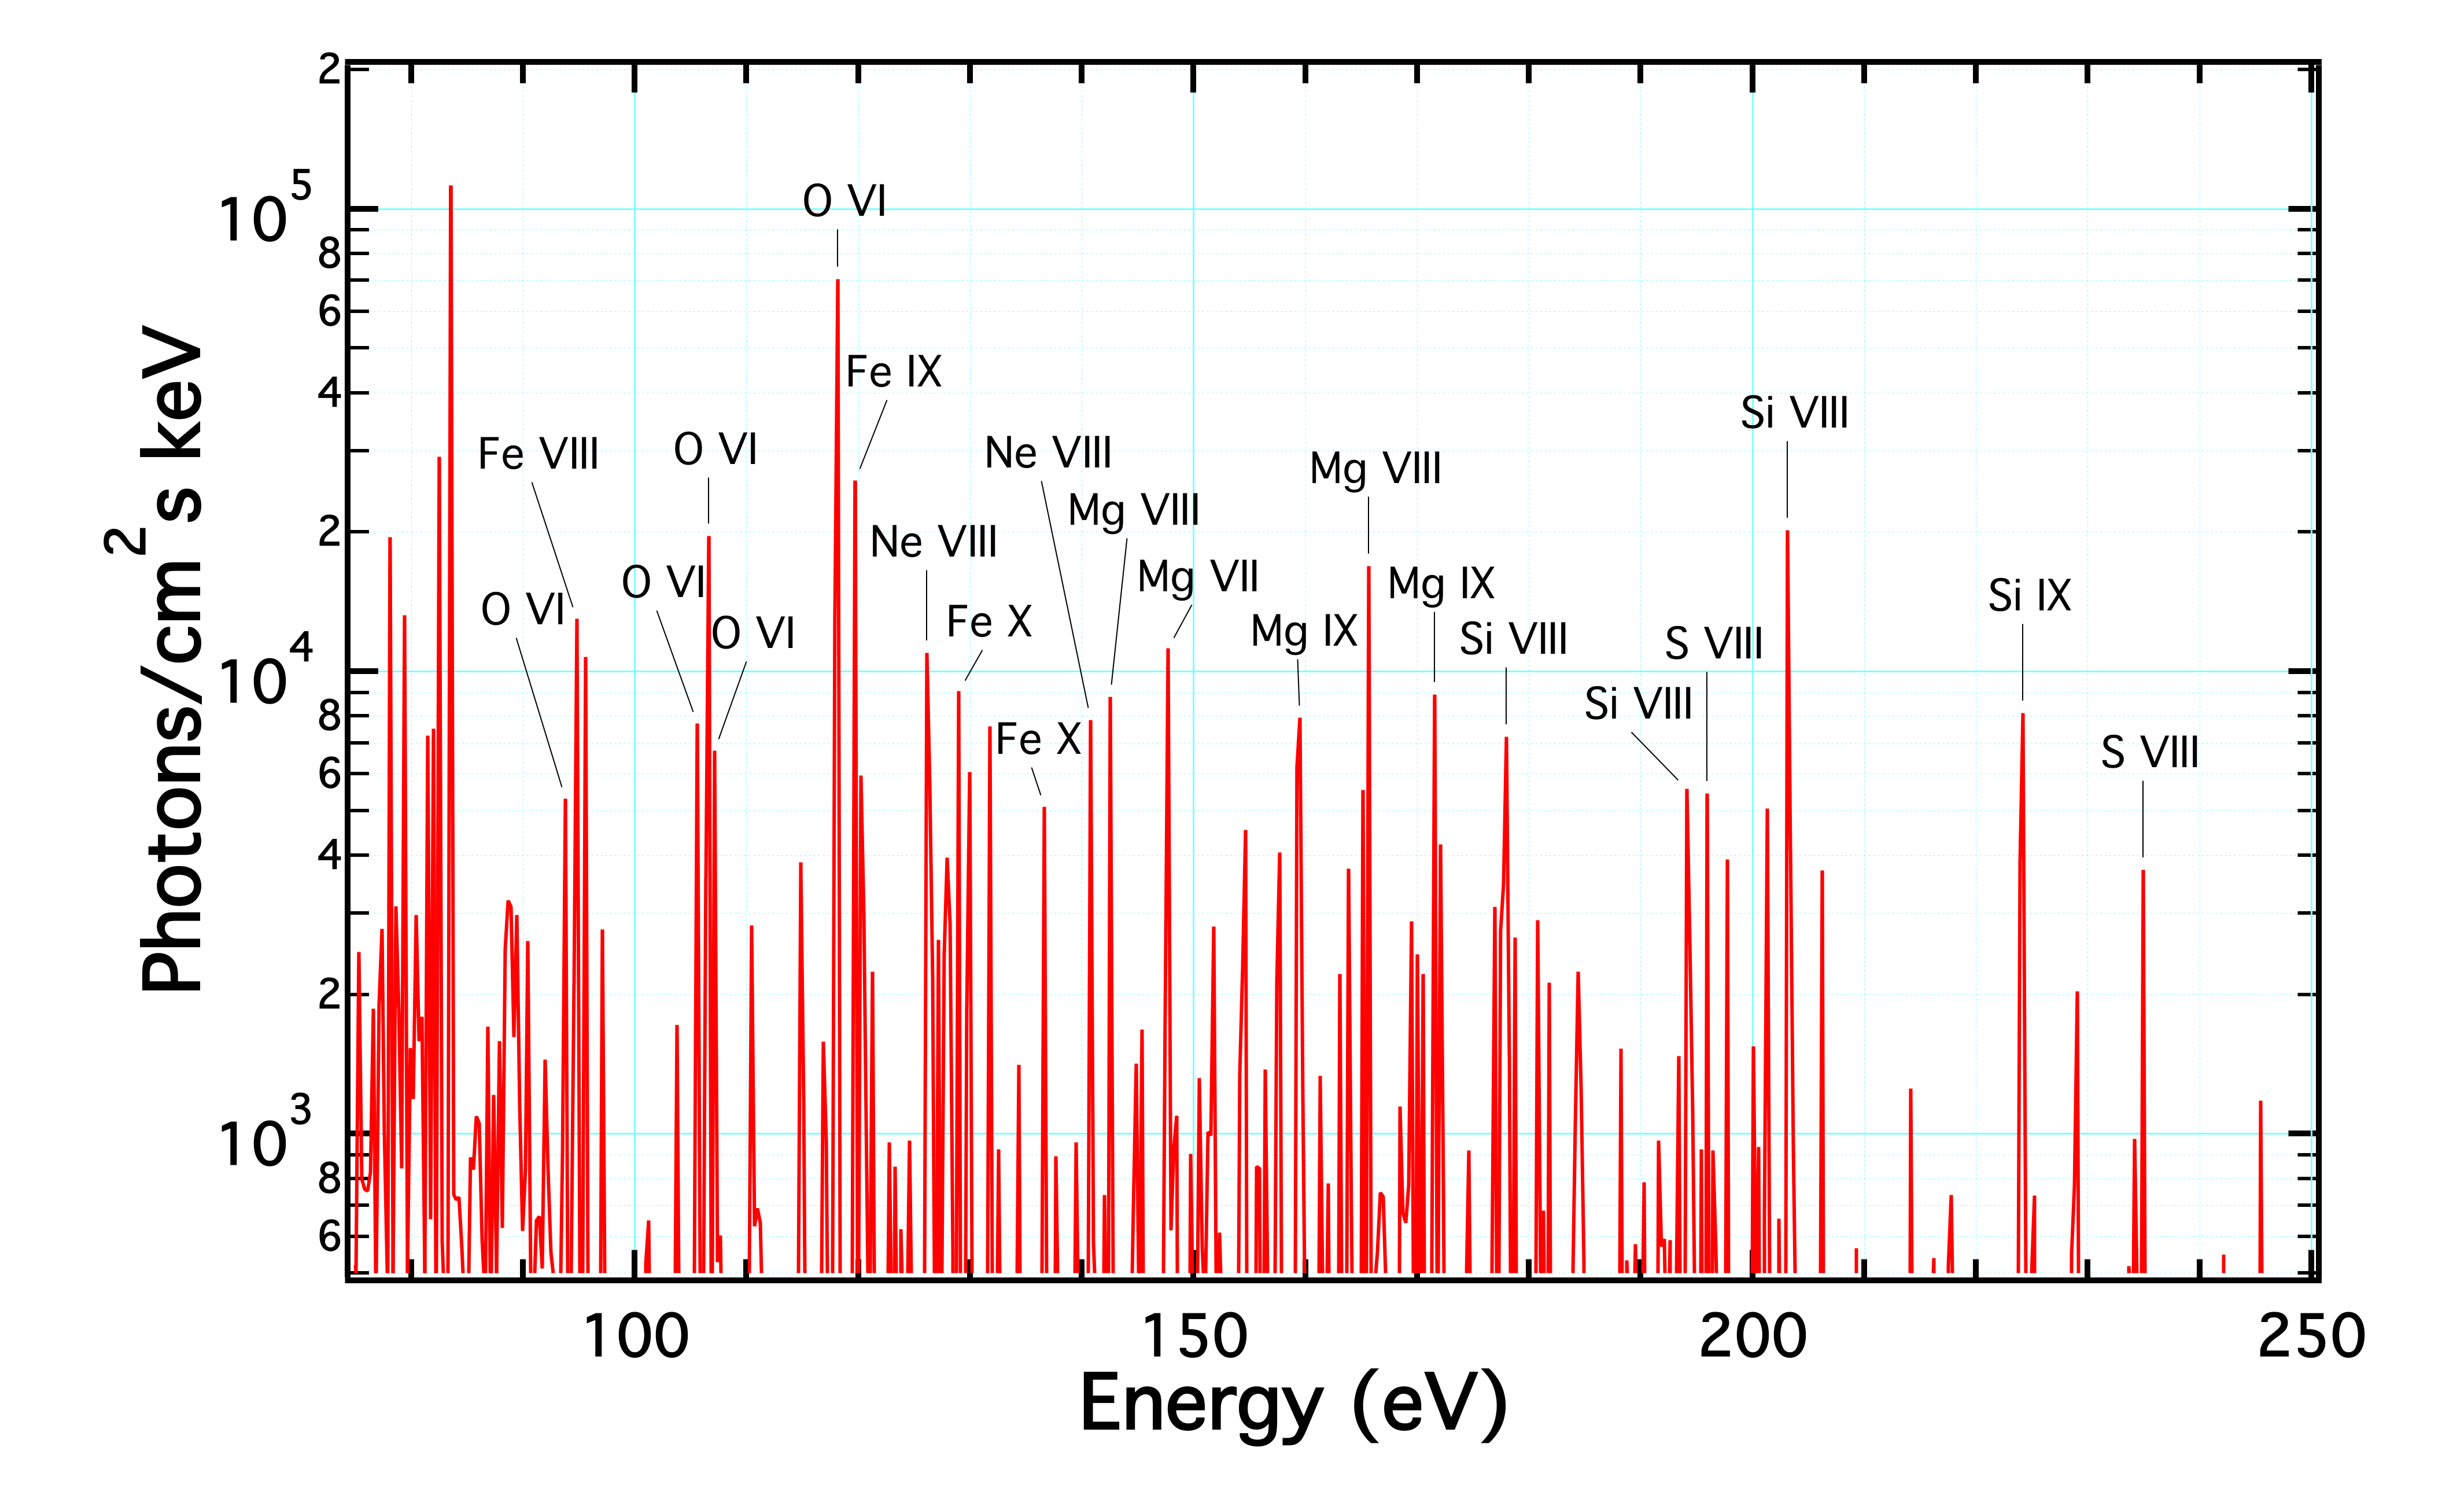 2
10^5
8
6
4
2
10^4
8
6
4
2
10^3
8
6
Photons/cm^2 s keV
O VI
Fe IX
Si VIII
Fe VIII
O VI
Ne VIII
Mg VIII
Mg VIII
Ne VIII
O VI
Mg VII
Mg IX
Si IX
O VI
Fe X
O VI
Mg IX
Si VIII
S VIII
Si VIII
Fe X
S VIII
100
150
200
250
Energy (eV)